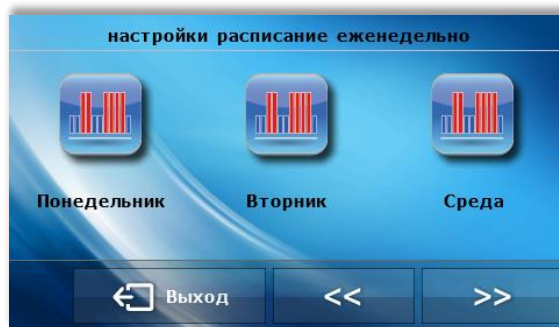 настройки расписание еженедельно
Понедельник Вторник Среда
Выход << >>